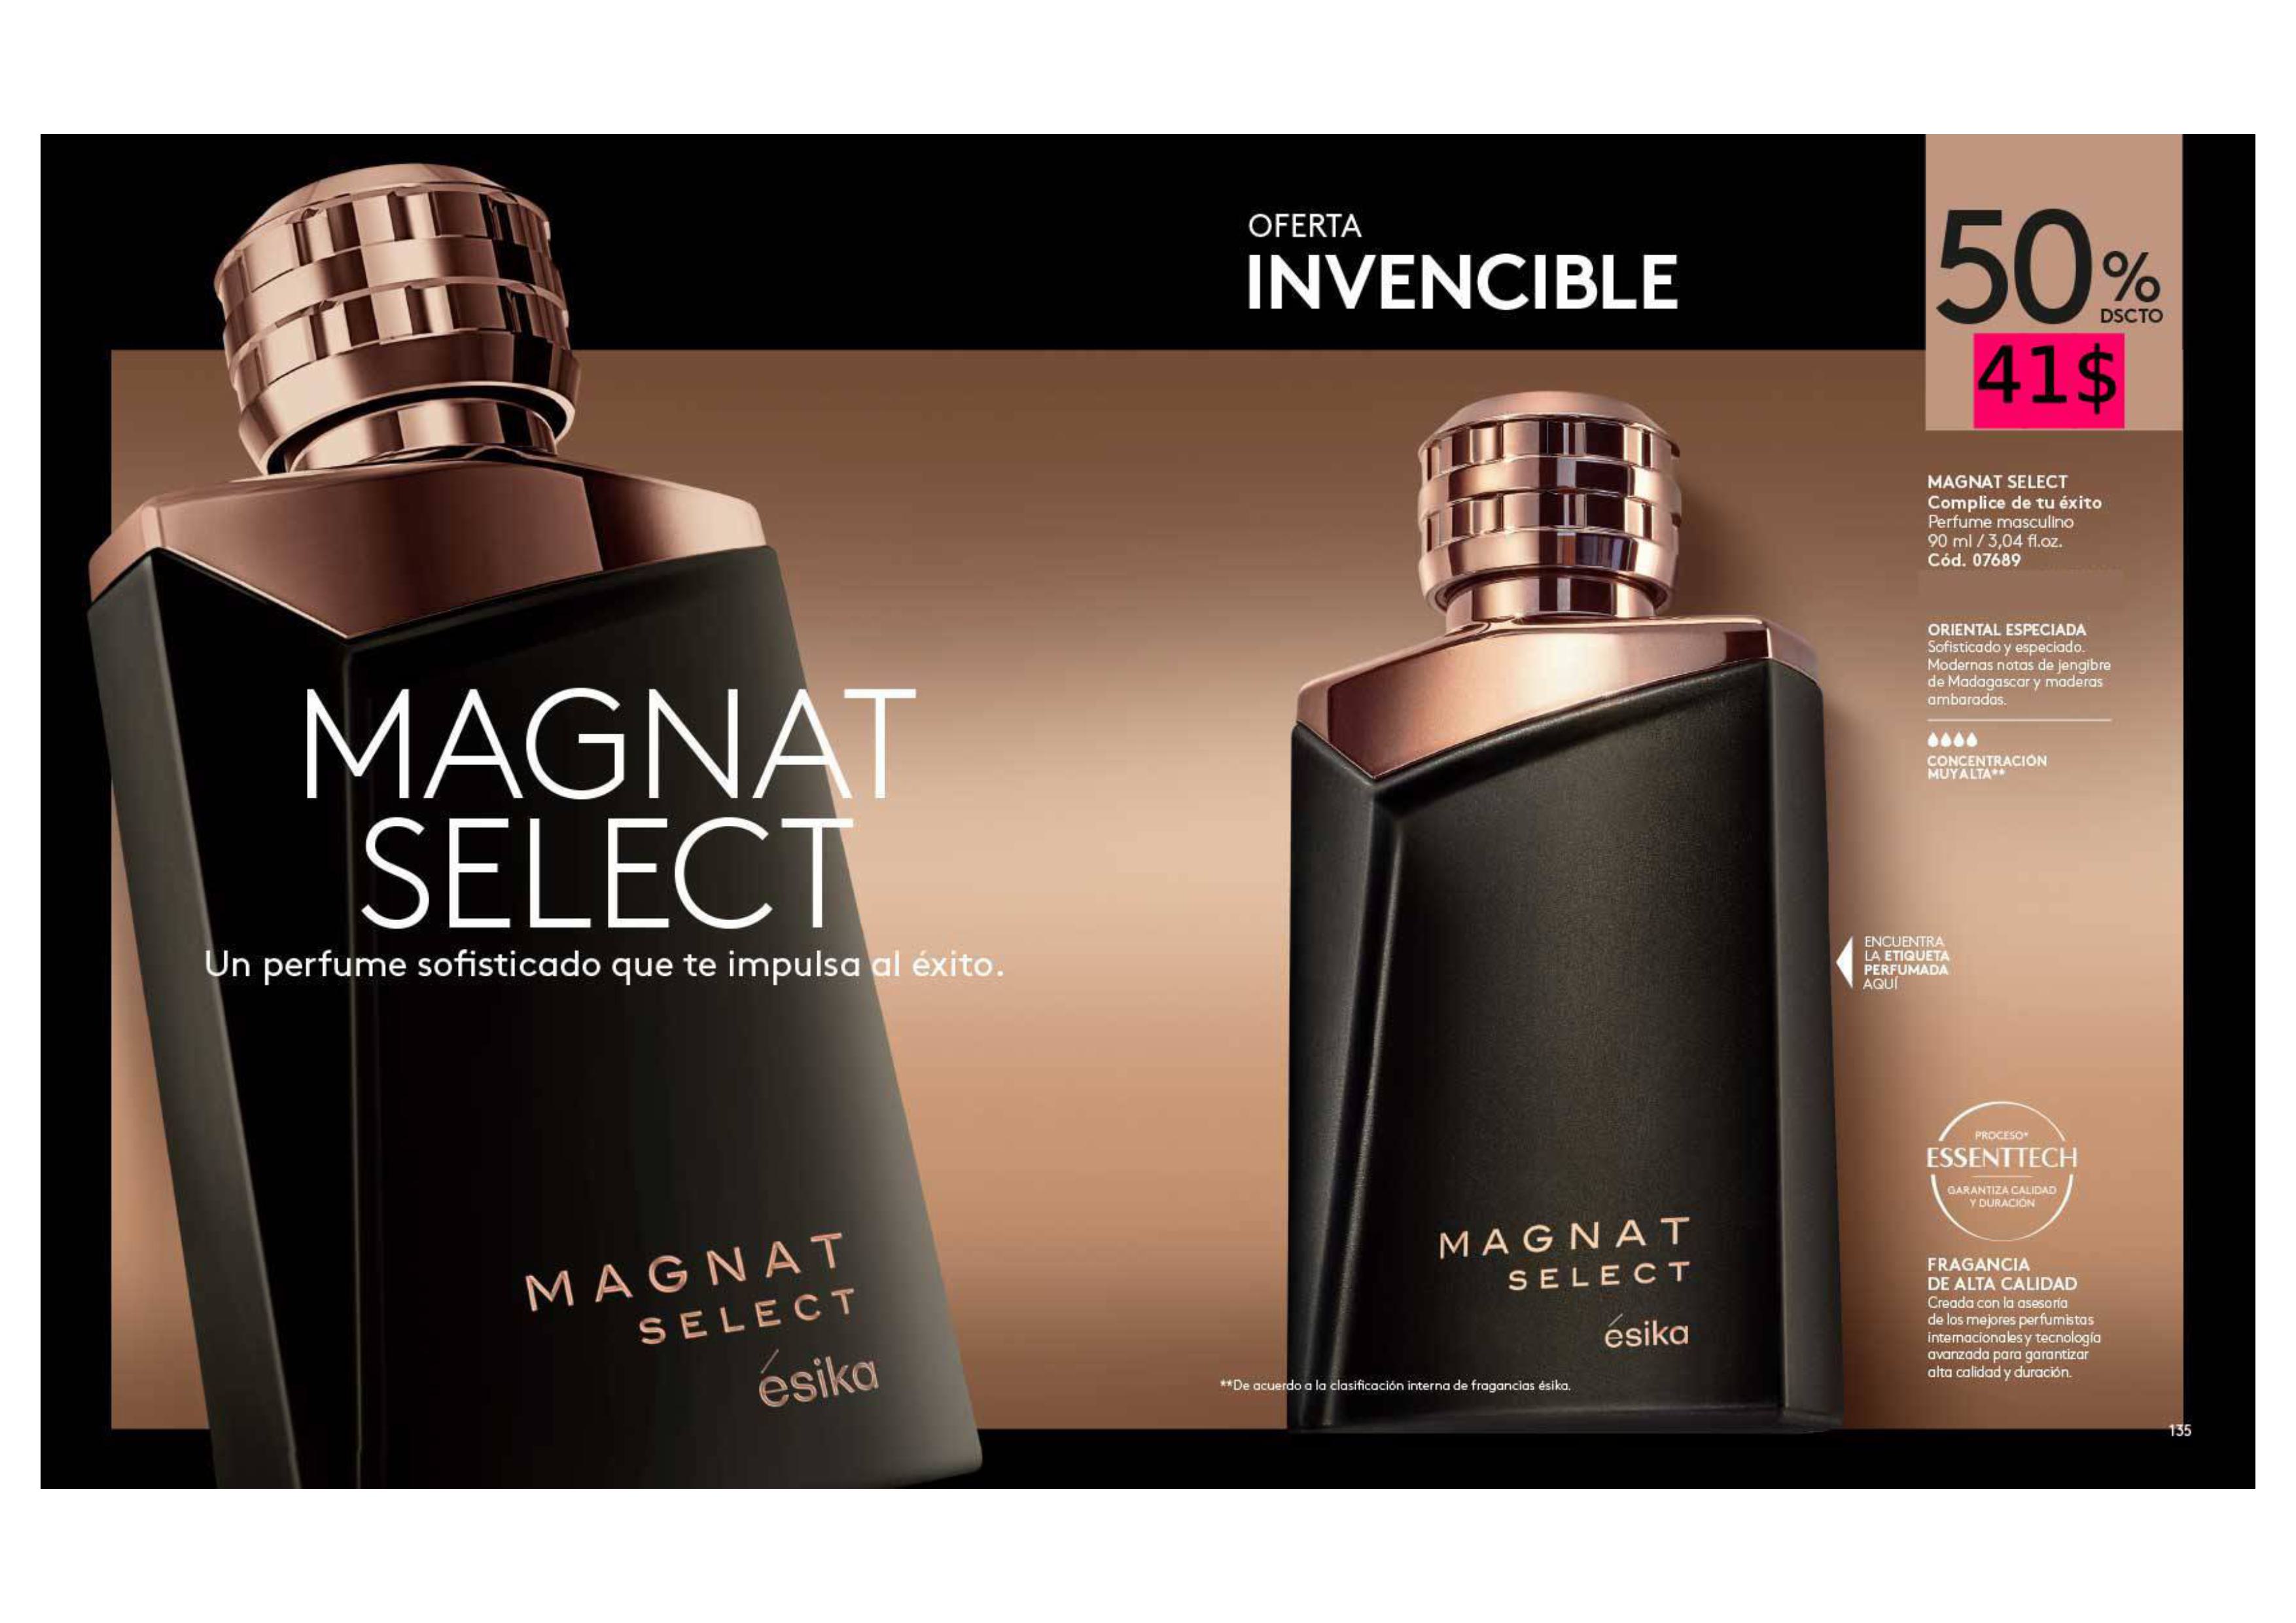 MAGNAT
SELECT
Un perfume sofisticado que te impulsa al éxito.
MAGNAT
SELECT
ésika
OFERTA
INVENCIBLE
50%
DSCTO
41$
MAGNAT SELECT
Complice de tu éxito
Perfume masculino
90 ml / 3,04 fl.oz.
Cód. 07689
ORIENTAL ESPECIADA
Sofisticado y especiado.
Modernas notas de jengibre
de Madagascar y maderas
ambaradas.
CONCENTRACIÓN
MUY ALTA**
ENCUENTRA
LA ETIQUETA
PERFUMADA
AQUÍ
PROCESO*
ESSENTTECH
GARANTIZA CALIDAD
Y DURACIÓN
MAGNAT
SELECT
ésika
FRAGANCIA
DE ALTA CALIDAD
Creada con la asesoría
de los mejores perfumistas
internacionales y tecnología
avanzada para garantizar
alta calidad y duración.
**De acuerdo a la clasificación interna de fragancias ésika.
135